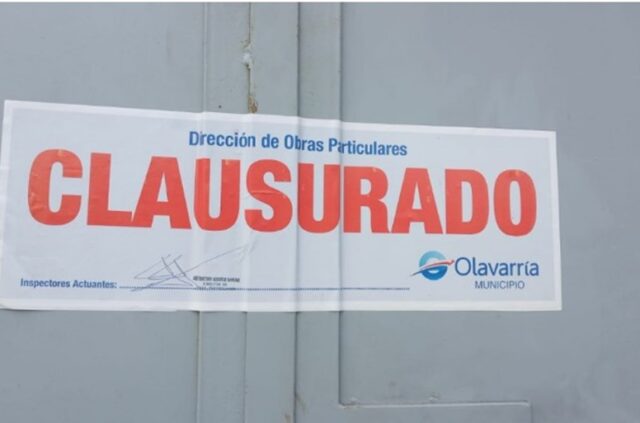 Dirección de Obras Particulares
CLAUSURADO
Olavarría
MUNICIPIO
Inspectores Actuantes: